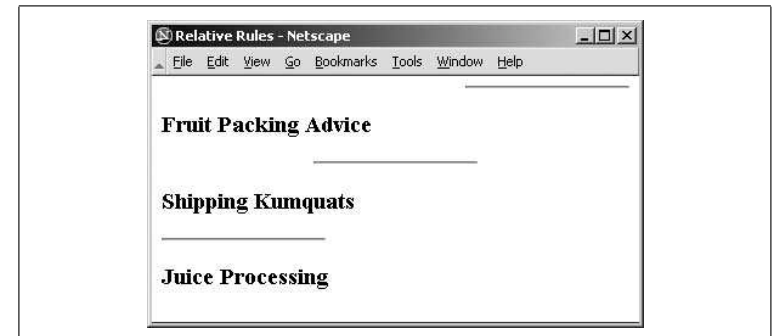 Relative Rules - Netscape
File Edit View Go Bookmarks Tools Window Help
Fruit Packing Advice
Shipping Kumquats
Juice Processing